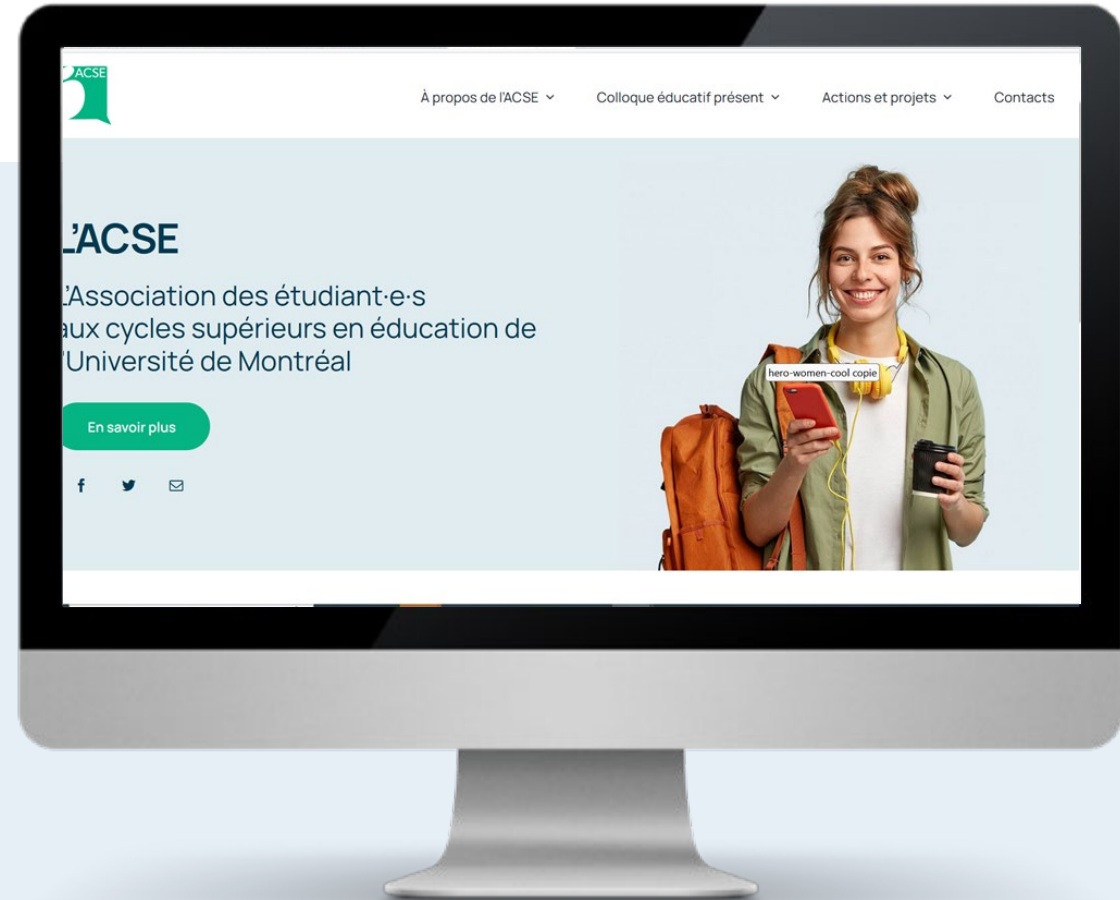 ACSE
À propos de l'ACSE
Colloque éducatif présent
Actions et projets
Contacts
L'ACSE
L'Association des étudiant·e·s
aux cycles supérieurs en éducation de
l'Université de Montréal
hero-women-cool copie
En savoir plus